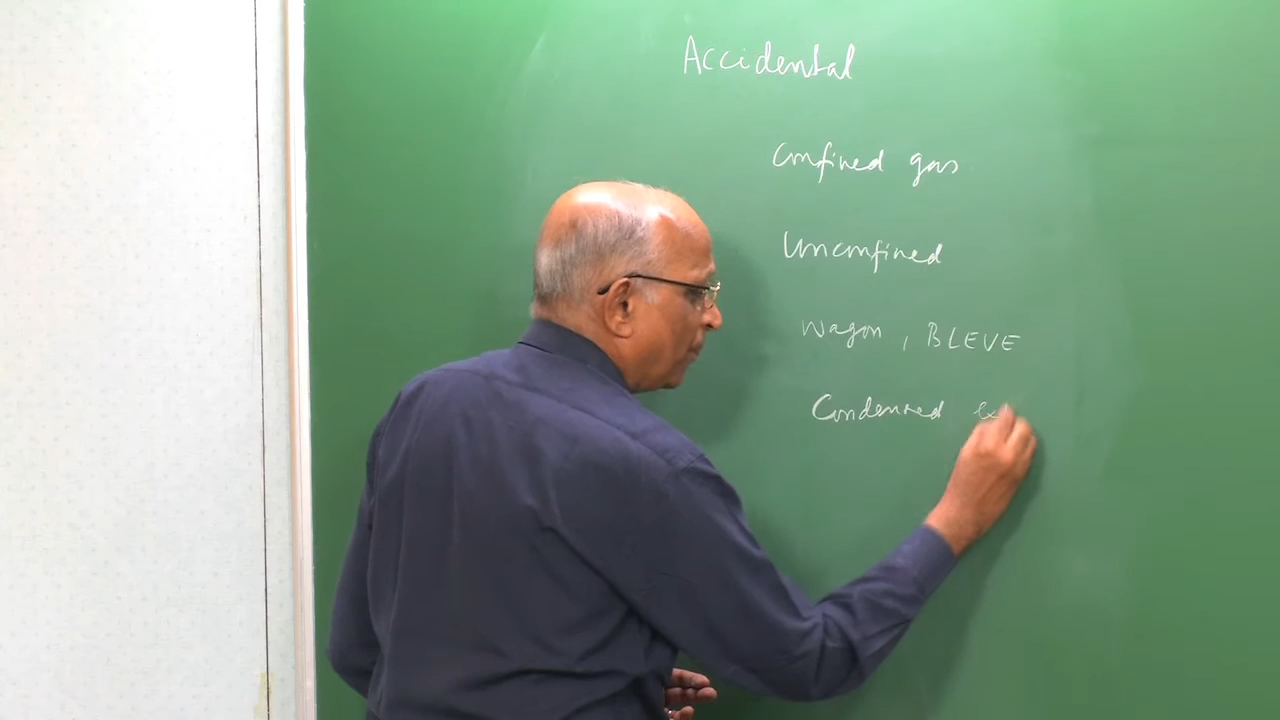 Accidental
Confined gas
Unconfined
Wagon, BLEVE
Condensed